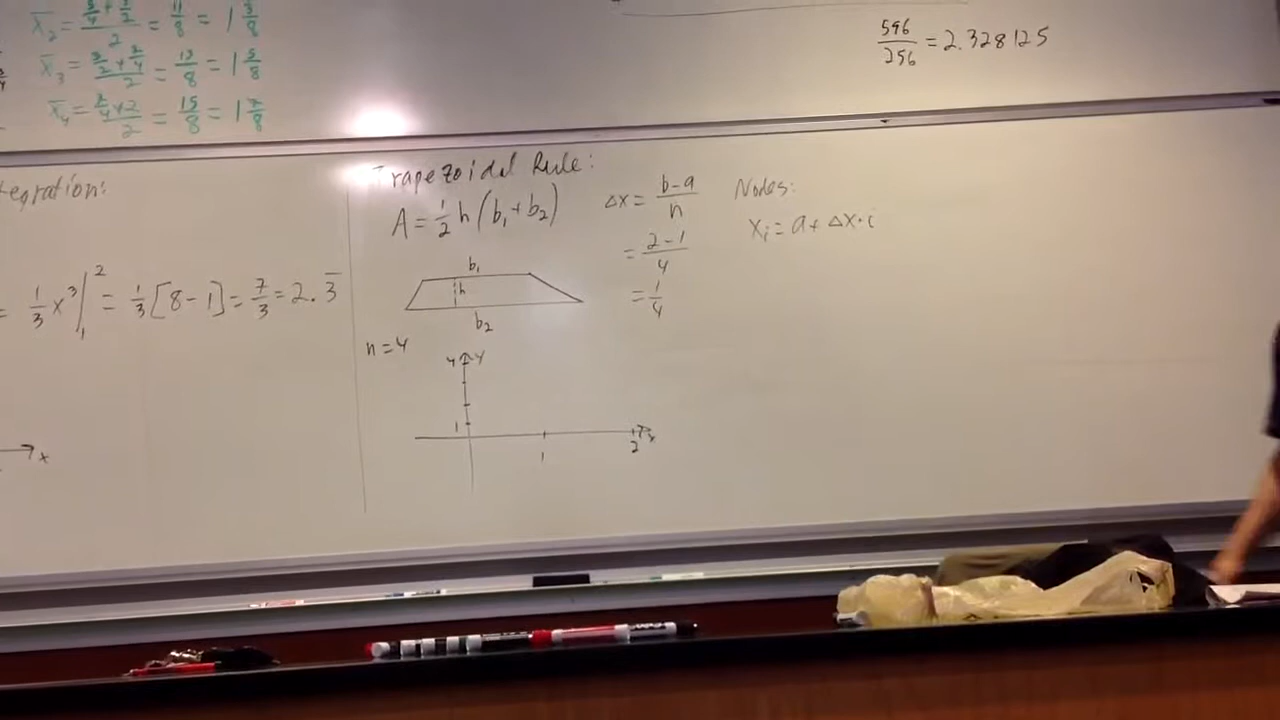 x̄₂ = (3/4 + 3/2)/2 = 11/8 = 1 3/8
x̄₃ = (3/2 + 7/4)/2 = 13/8 = 1 5/8
x̄₄ = (7/4 + 2)/2 = 15/8 = 1 7/8
596/256 = 2.328125
tegration:
= 1/3 x³ |₁² = 1/3 [8 - 1] = 7/3 = 2.3̅
Trapezoidal Rule:
A = 1/2 h (b₁ + b₂)
b₁
h
b₂
n = 4
Δx = (b-a)/n
= (2-1)/4
= 1/4
Nodes:
xᵢ = a + Δx·i
4 y
1
1
2 x
x